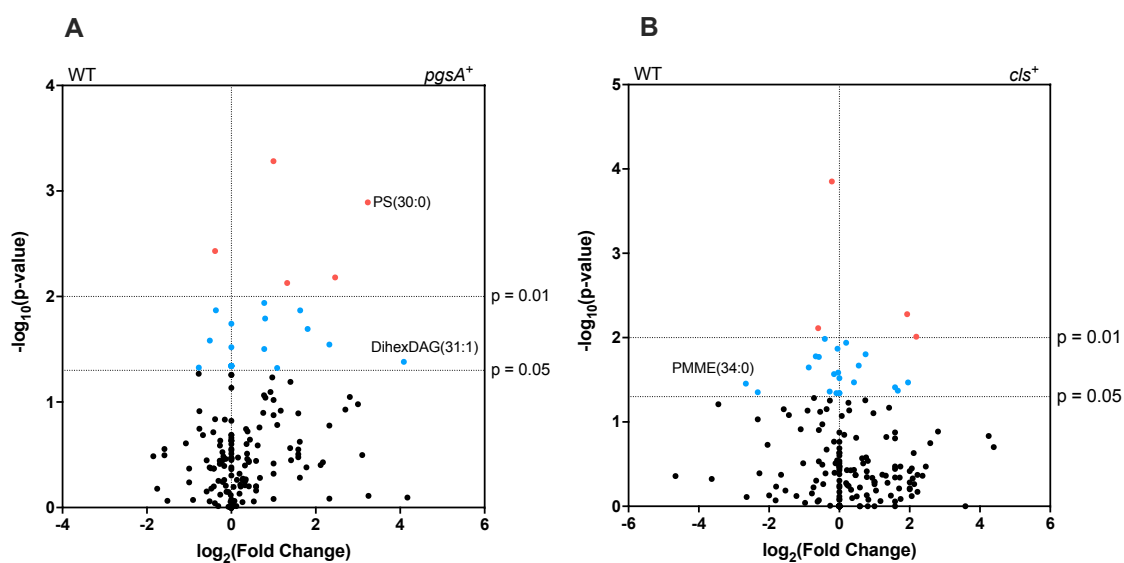 A
WT pgsA+
4
3
2
1
0
-log10(p-value)
PS(30:0)
DihexDAG(31:1)
p = 0.01
p = 0.05
-4 -2 0 2 4 6
log2(Fold Change)
B
WT cls+
5
4
3
2
1
0
-log10(p-value)
PMME(34:0)
p = 0.01
p = 0.05
-6 -4 -2 0 2 4 6
log2(Fold Change)